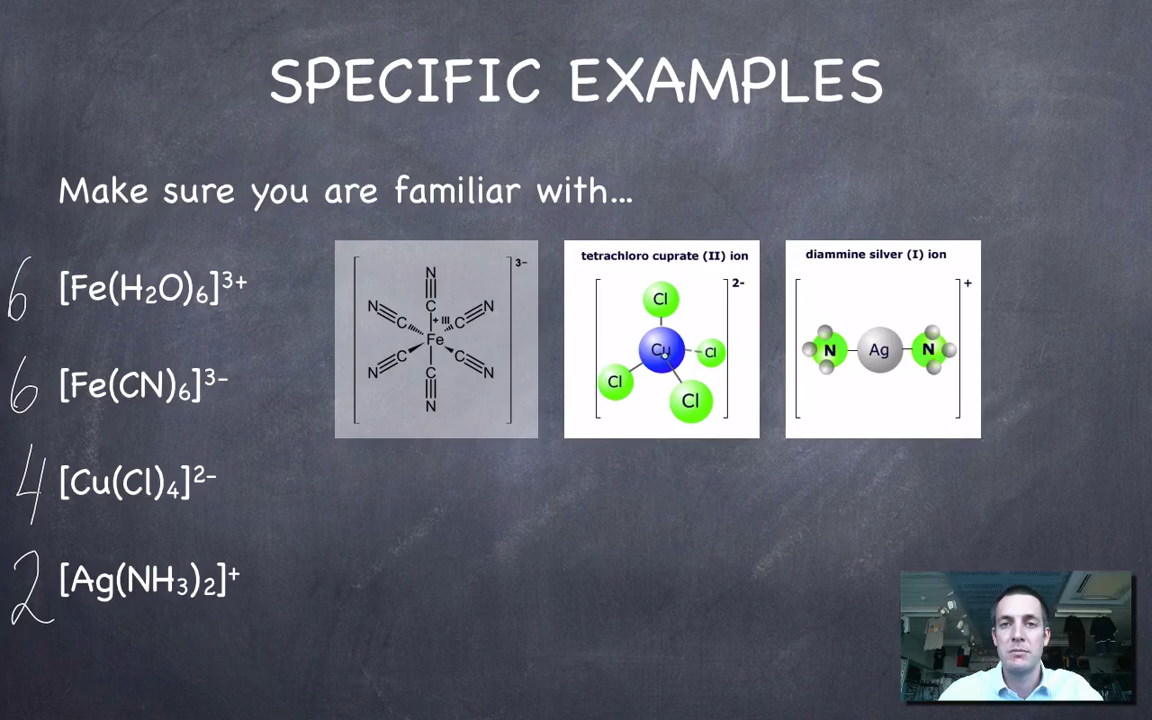 SPECIFIC EXAMPLES
Make sure you are familiar with...
6 [Fe(H₂O)₆]³⁺
6 [Fe(CN)₆]³⁻
4 [Cu(Cl)₄]²⁻
2 [Ag(NH₃)₂]⁺
3−
N
N C C N
+ III
Fe
N C C N
C
N
tetrachloro cuprate (II) ion
2-
Cl
Cu Cl
Cl
Cl
diammine silver (I) ion
+
N Ag N